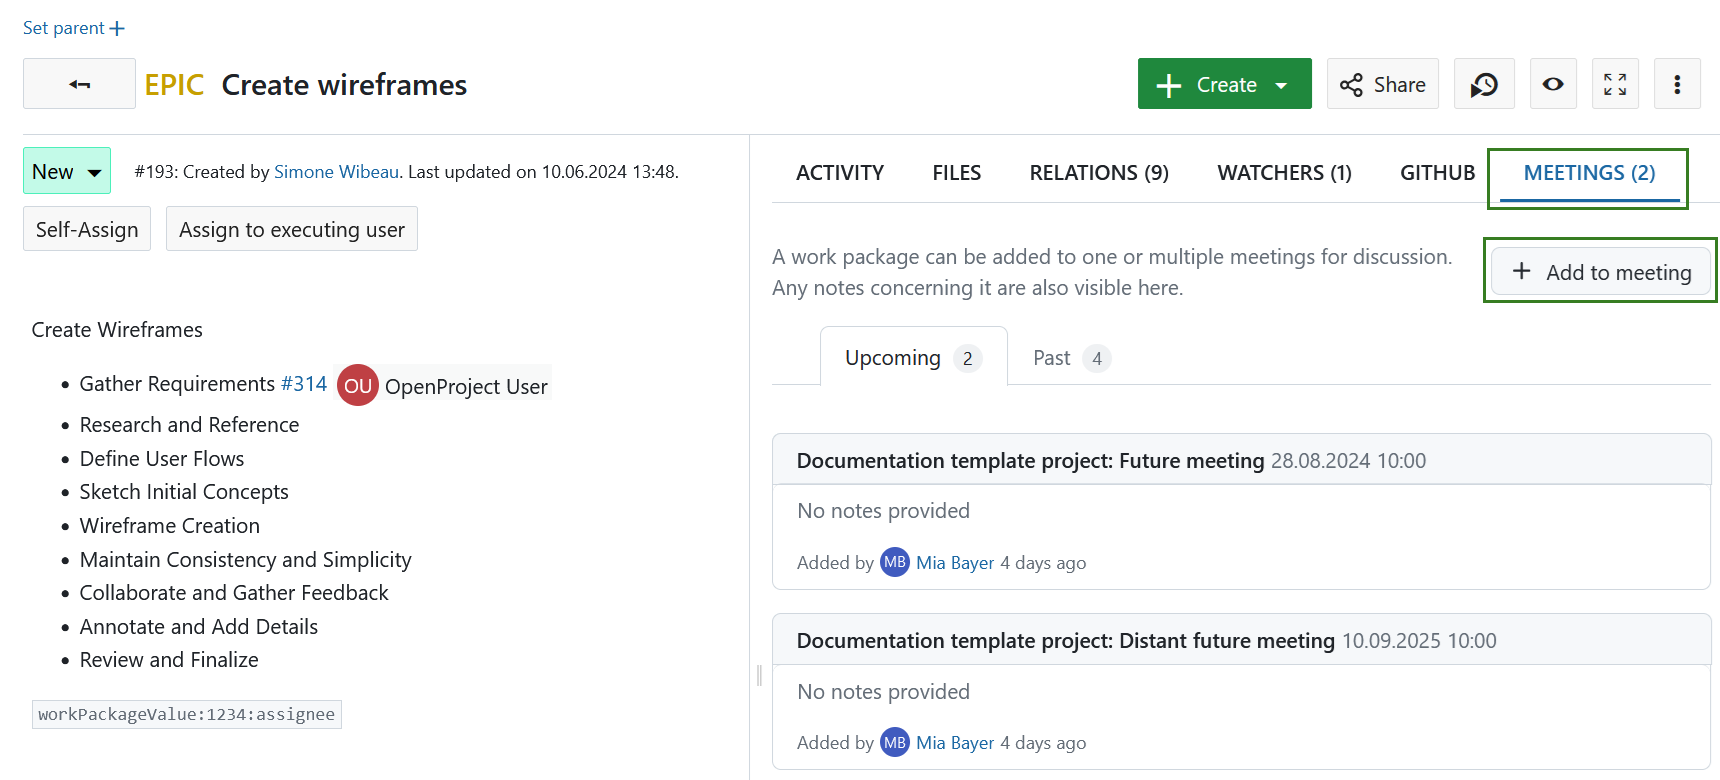 Set parent
EPIC Create wireframes
Create
Share
New
#193: Created by Simone Wibeau. Last updated on 10.06.2024 13:48.
Self-Assign
Assign to executing user
Create Wireframes
Gather Requirements #314 OU OpenProject User
Research and Reference
Define User Flows
Sketch Initial Concepts
Wireframe Creation
Maintain Consistency and Simplicity
Collaborate and Gather Feedback
Annotate and Add Details
Review and Finalize
workPackageValue:1234:assignee
ACTIVITY FILES RELATIONS (9) WATCHERS (1) GITHUB MEETINGS (2)
A work package can be added to one or multiple meetings for discussion.
Any notes concerning it are also visible here.
+ Add to meeting
Upcoming 2 Past 4
Documentation template project: Future meeting 28.08.2024 10:00
No notes provided
Added by MB Mia Bayer 4 days ago
Documentation template project: Distant future meeting 10.09.2025 10:00
No notes provided
Added by MB Mia Bayer 4 days ago